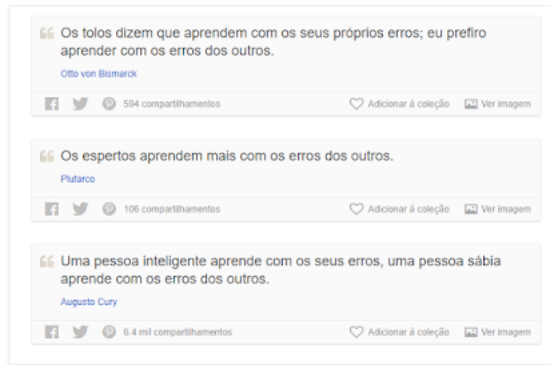 Os tolos dizem que aprendem com os seus próprios erros; eu prefiro
aprender com os erros dos outros.
Otto von Bismarck
594 compartilhamentos
Adicionar à coleção
Ver imagem
Os espertos aprendem mais com os erros dos outros.
Plutarco
106 compartilhamentos
Adicionar à coleção
Ver imagem
Uma pessoa inteligente aprende com os seus erros, uma pessoa sábia
aprende com os erros dos outros.
Augusto Cury
6.4 mil compartilhamentos
Adicionar à coleção
Ver imagem